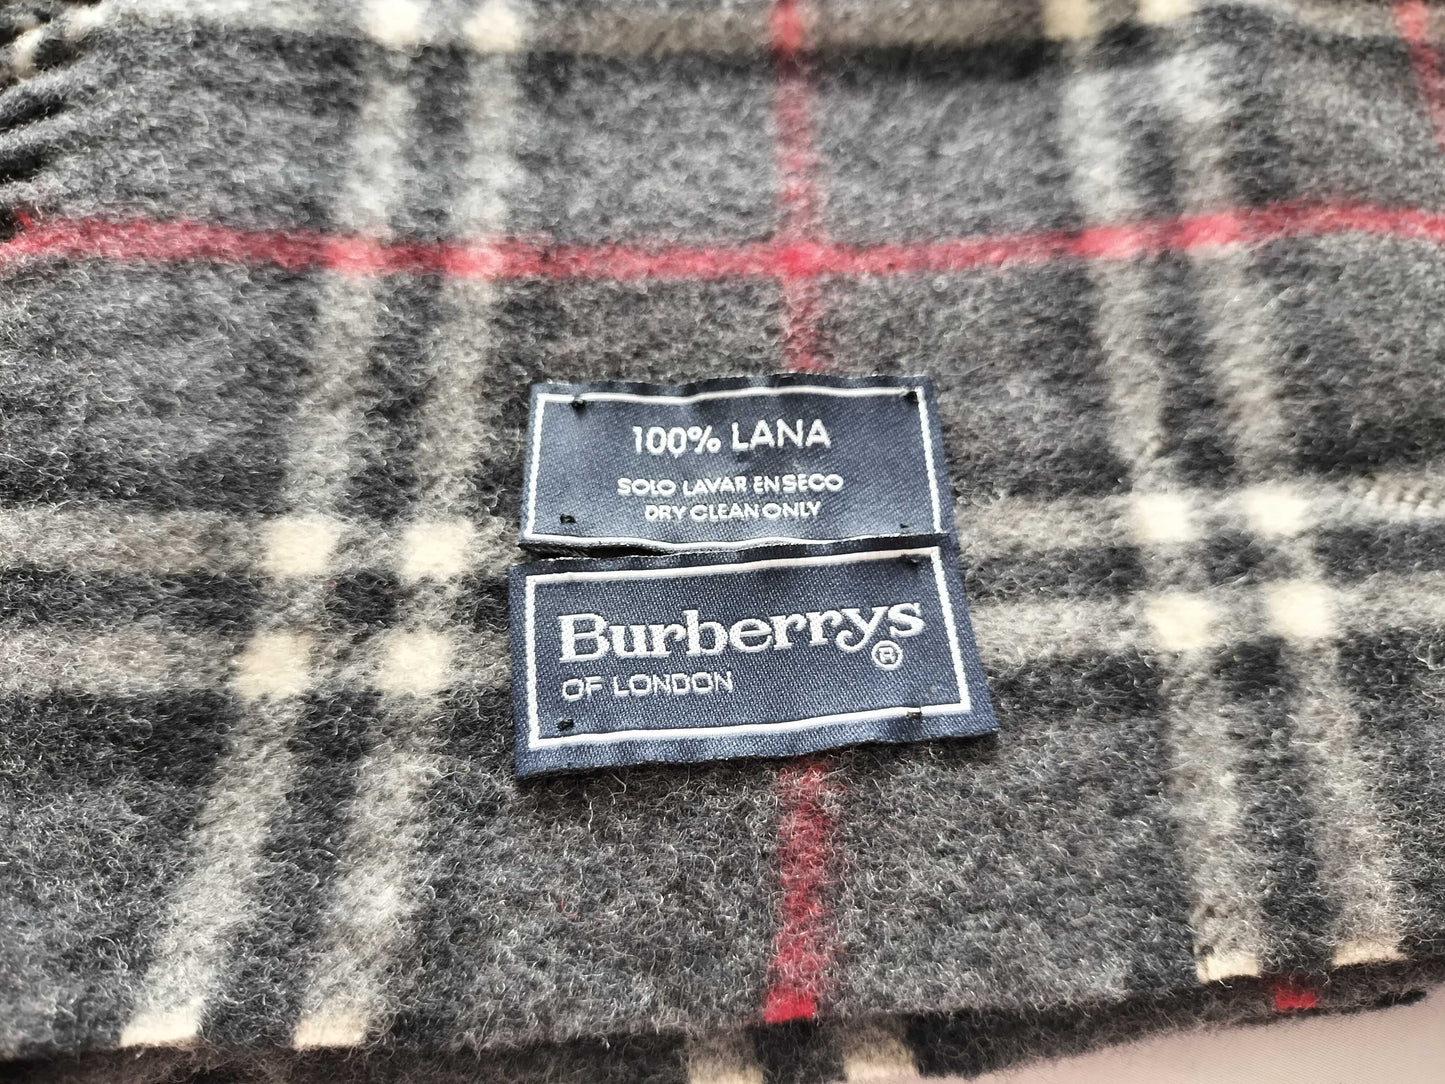 100% LANA
SOLO LAVAR EN SECO
DRY CLEAN ONLY
Burberrys
®
OF LONDON